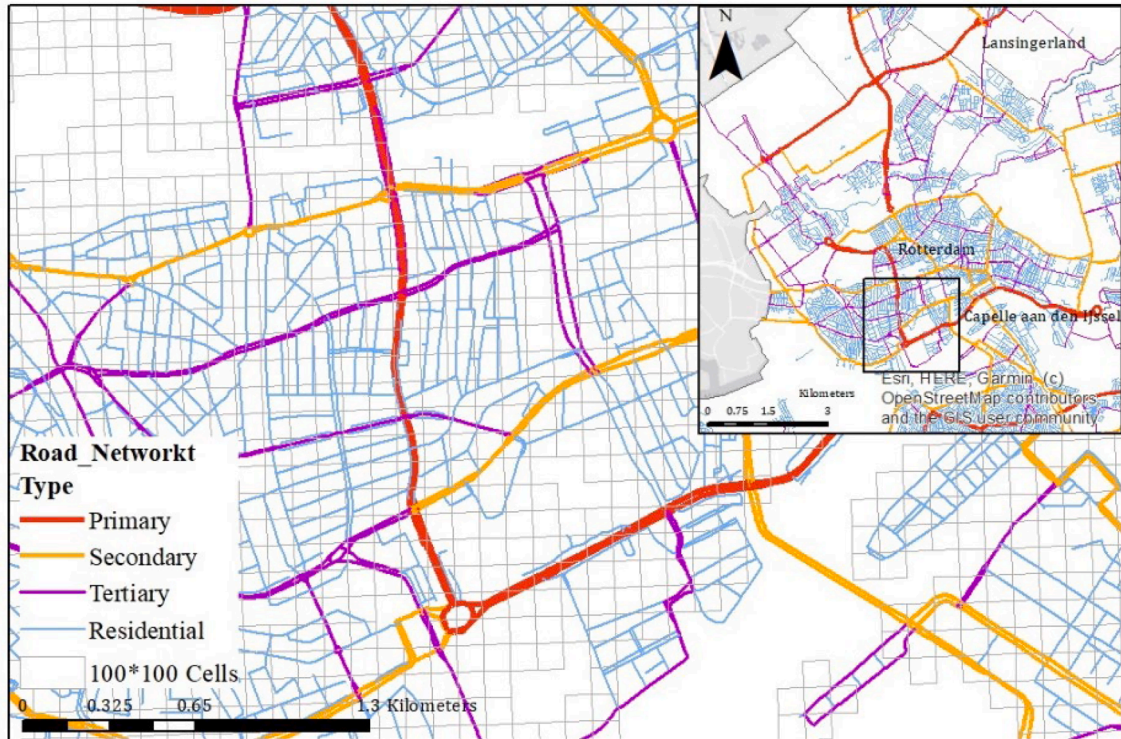 N
Lansingerland
Rotterdam
Capelle aan den IJssel
Esri, HERE, Garmin, (c)
OpenStreetMap contributors,
and the GIS user community
Kilometers
0 0.75 1.5 3
Road_Networkt
Type
Primary
Secondary
Tertiary
Residential
100*100 Cells
0 0.325 0.65 1.3 Kilometers